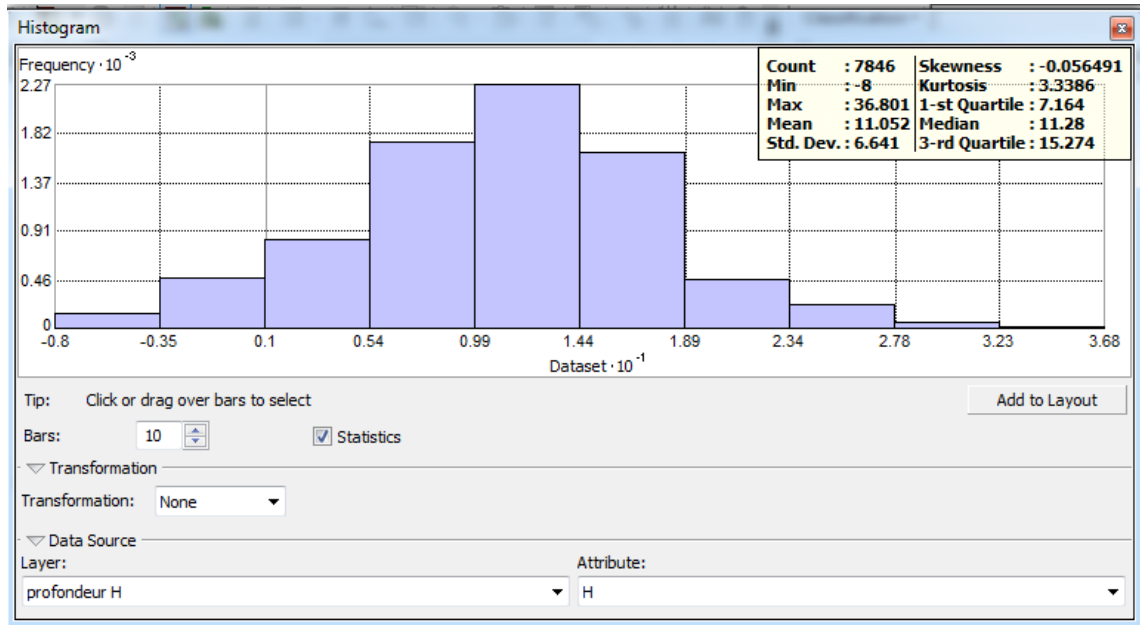 Histogram
Frequency · 10 -3
2.27
1.82
1.37
0.91
0.46
0
-0.8 -0.35 0.1 0.54 0.99 1.44 1.89 2.34 2.78 3.23 3.68
Dataset · 10 -1
Count : 7846 Skewness : -0.056491
Min : -8 Kurtosis : 3.3386
Max : 36.801 1-st Quartile : 7.164
Mean : 11.052 Median : 11.28
Std. Dev. : 6.641 3-rd Quartile : 15.274
Tip: Click or drag over bars to select Add to Layout
Bars: 10 Statistics
Transformation
Transformation: None
Data Source
Layer: Attribute:
profondeur H H